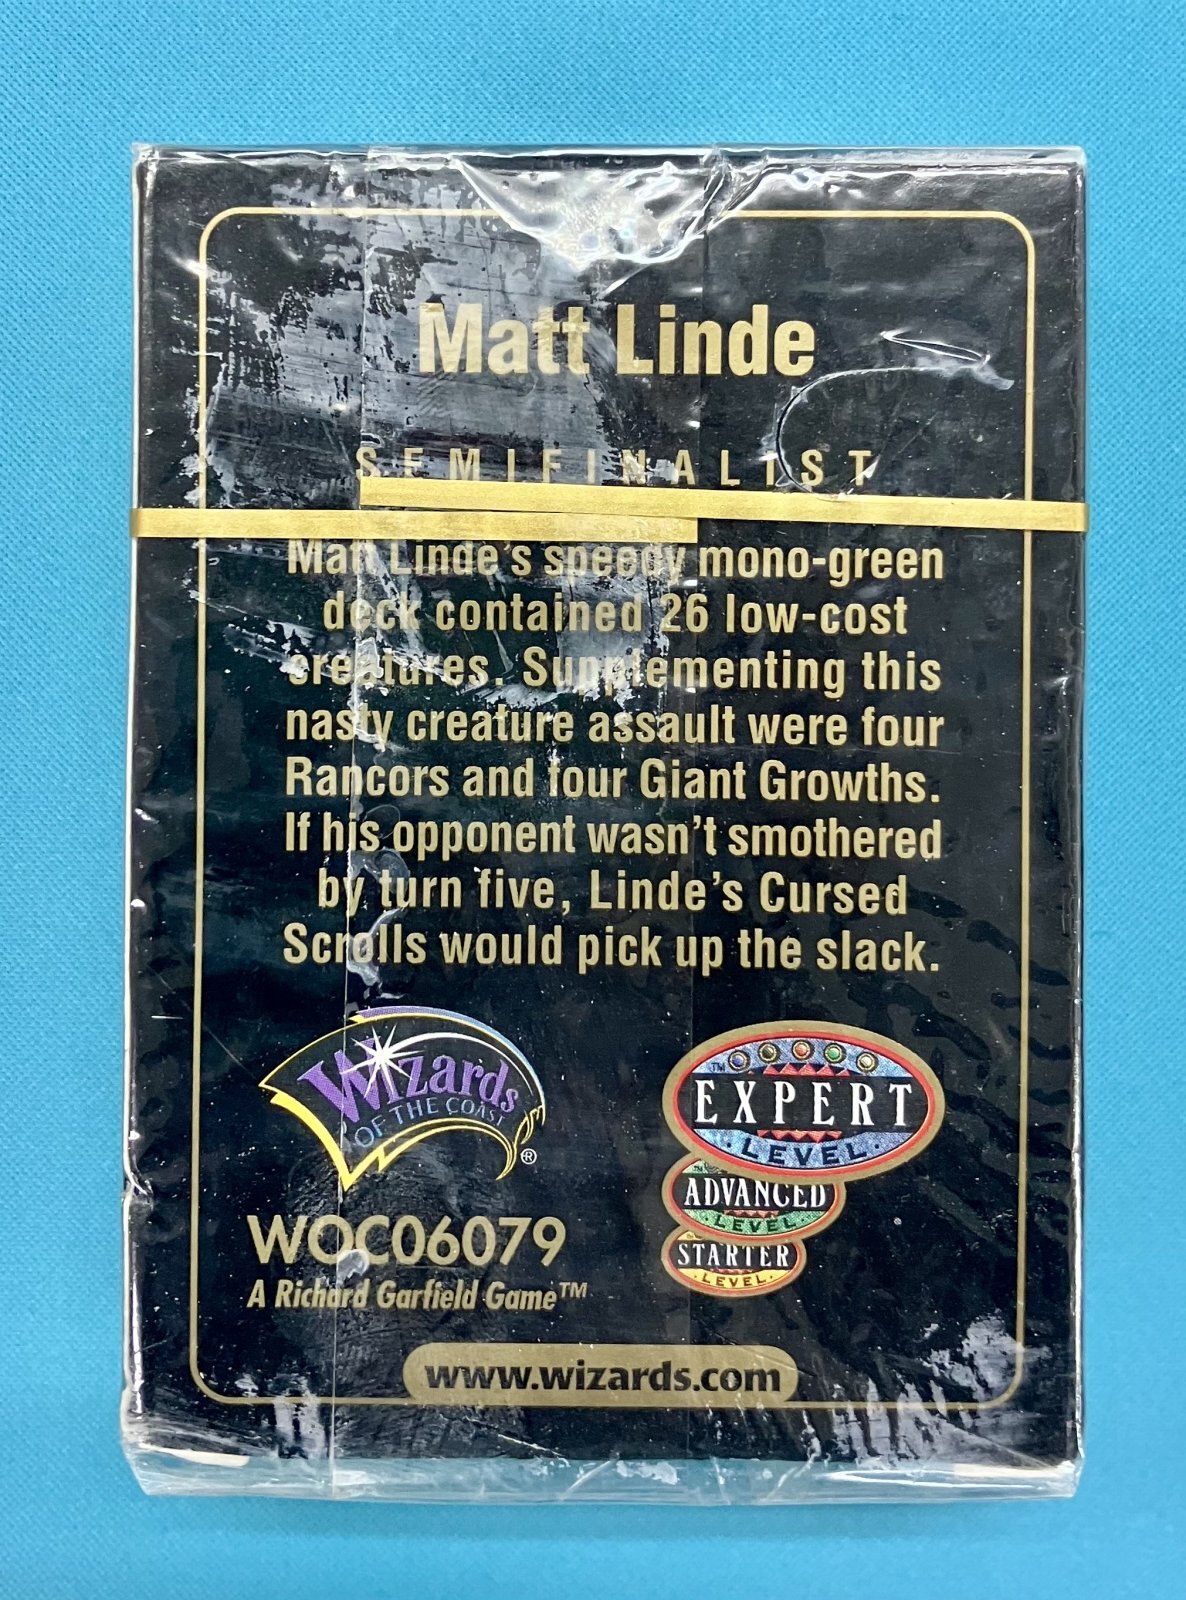 Matt Linde
SEMIFINALIST
Matt Linde's speedy mono-green
deck contained 26 low-cost
creatures. Supplementing this
nasty creature assault were four
Rancors and four Giant Growths.
If his opponent wasn't smothered
by turn five, Linde's Cursed
Scrolls would pick up the slack.
Wizards
OF THE COAST
®
WOC06079
A Richard Garfield Game™
™
EXPERT
LEVEL
™
ADVANCED
LEVEL
STARTER
LEVEL
www.wizards.com